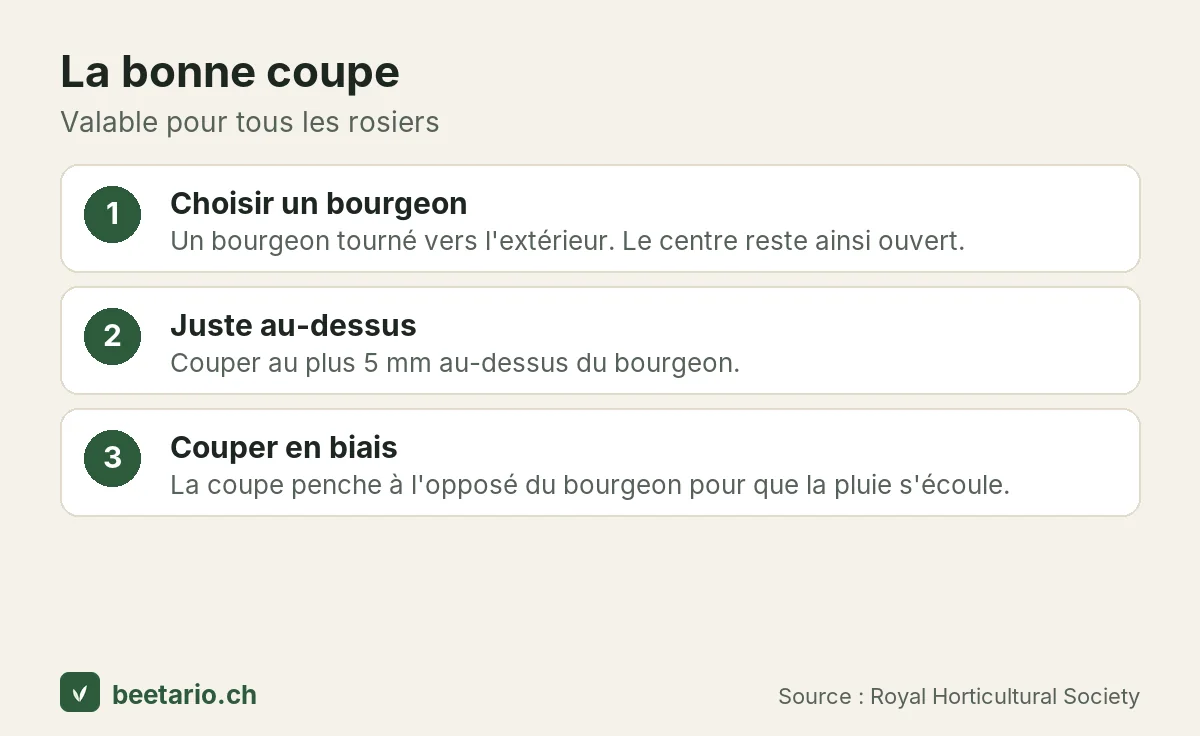 La bonne coupe
Valable pour tous les rosiers
1
Choisir un bourgeon
Un bourgeon tourné vers l'extérieur. Le centre reste ainsi ouvert.
2
Juste au-dessus
Couper au plus 5 mm au-dessus du bourgeon.
3
Couper en biais
La coupe penche à l'opposé du bourgeon pour que la pluie s'écoule.
beetario.ch
Source : Royal Horticultural Society